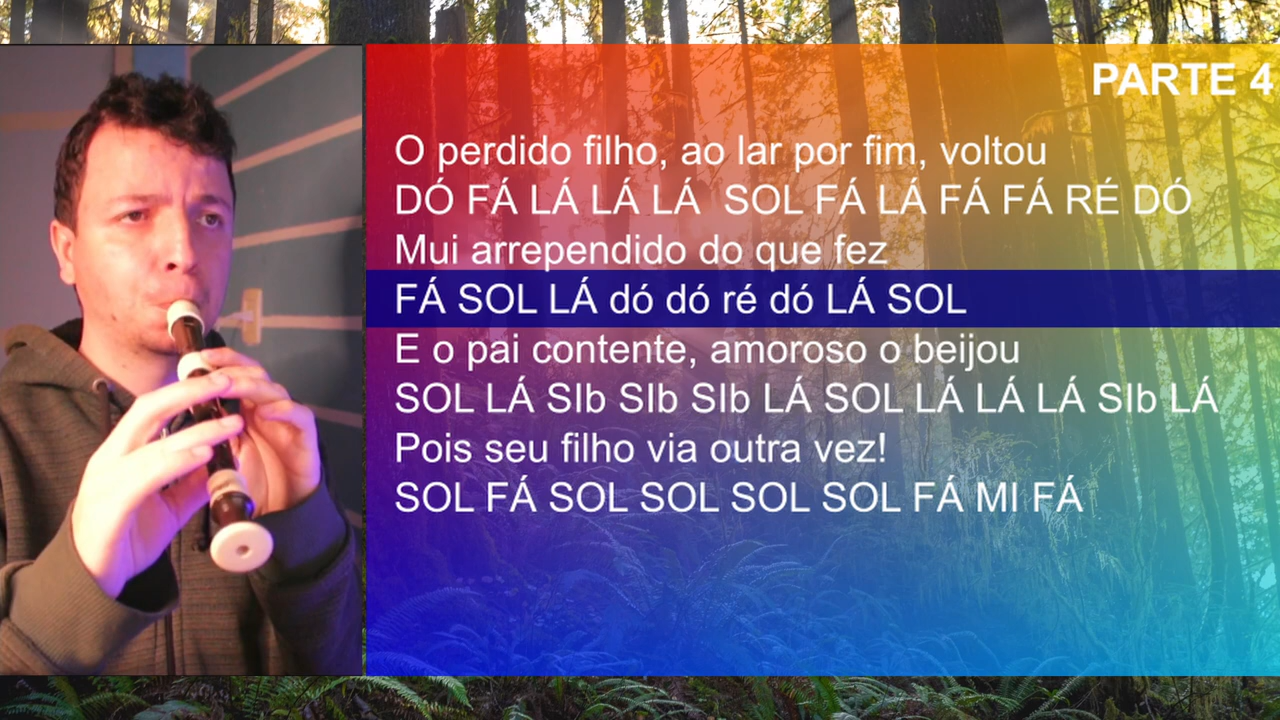 PARTE 4
O perdido filho, ao lar por fim, voltou
DÓ FÁ LÁ LÁ LÁ SOL FÁ LÁ FÁ FÁ RÉ DÓ
Mui arrependido do que fez
FÁ SOL LÁ dó dó ré dó LÁ SOL
E o pai contente, amoroso o beijou
SOL LÁ SIb SIb SIb LÁ SOL LÁ LÁ LÁ SIb LÁ
Pois seu filho via outra vez!
SOL FÁ SOL SOL SOL SOL FÁ MI FÁ